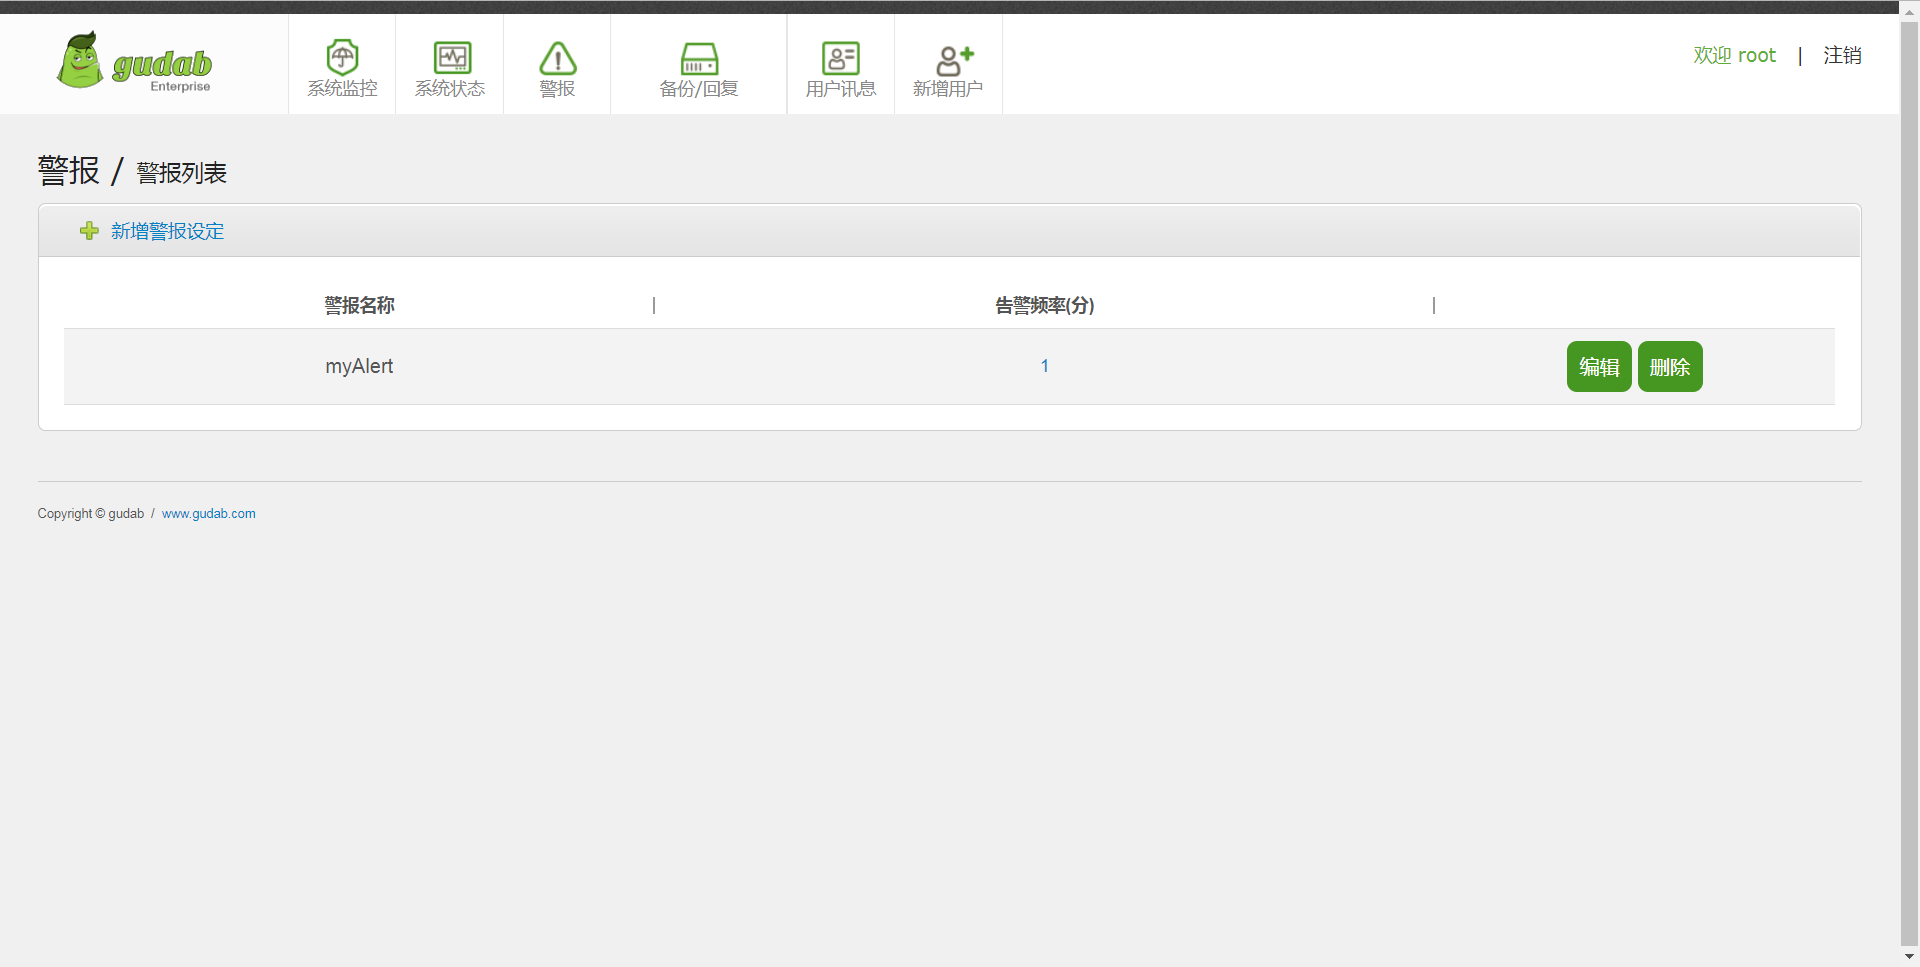 gudab
Enterprise
系统监控
系统状态
警报
备份/回复
用户讯息
新增用户
欢迎 root | 注销
警报 / 警报列表
新增警报设定
警报名称 | 告警频率(分) |
myAlert 1 编辑 删除
Copyright © gudab / www.gudab.com